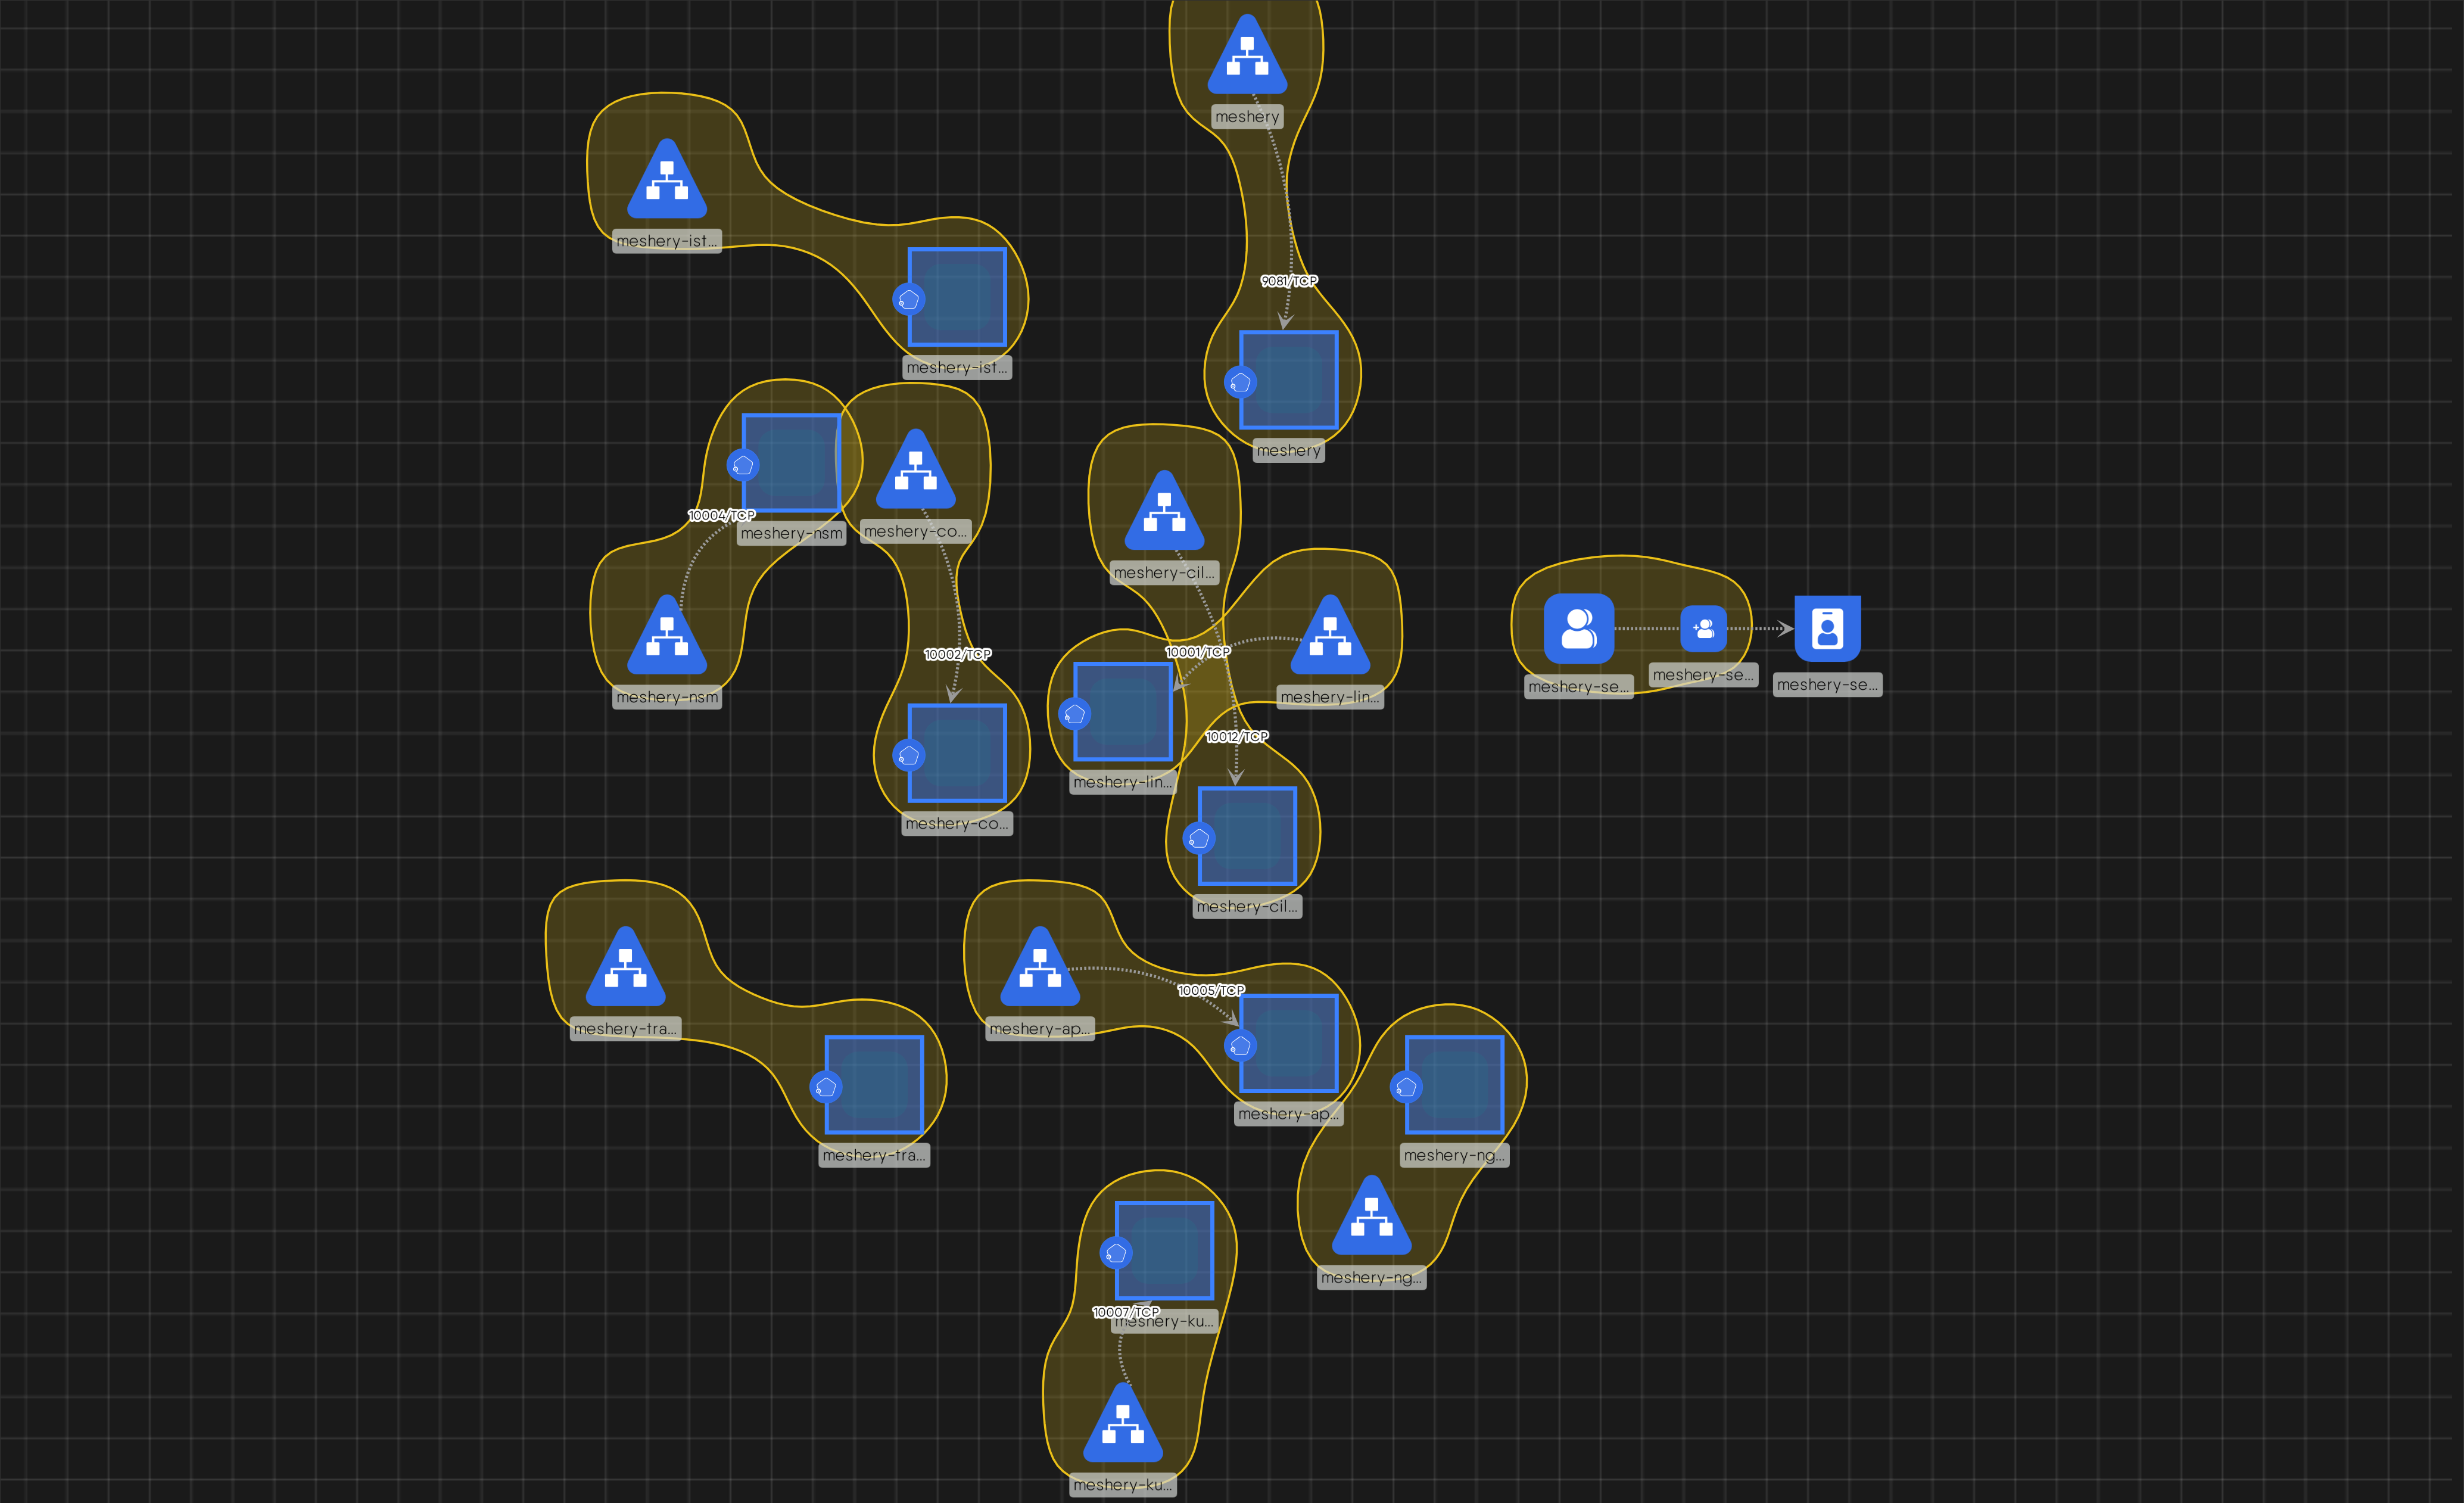 meshery
meshery-ist...
9081/TCP
meshery-ist...
meshery
10004/TCP
meshery-nsm
meshery-co...
meshery-cil...
10001/TCP
10002/TCP
meshery-se...
meshery-se...
meshery-se...
meshery-nsm
meshery-lin...
10012/TCP
meshery-lin...
meshery-co...
meshery-cil...
10005/TCP
meshery-tra...
meshery-ap...
meshery-ap...
meshery-tra...
meshery-ng...
meshery-ng...
10007/TCP
meshery-ku...
meshery-ku...